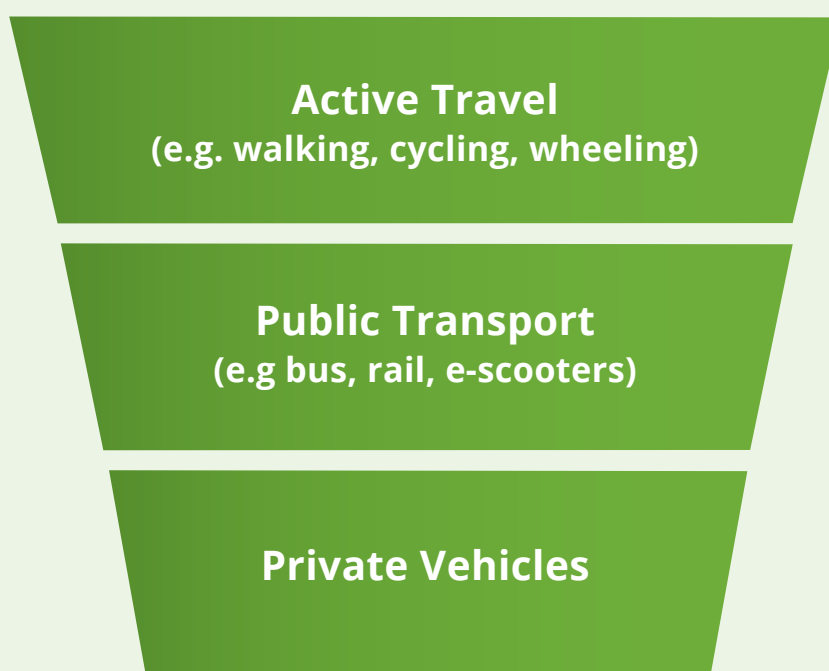 Active Travel
(e.g. walking, cycling, wheeling)
Public Transport
(e.g bus, rail, e-scooters)
Private Vehicles